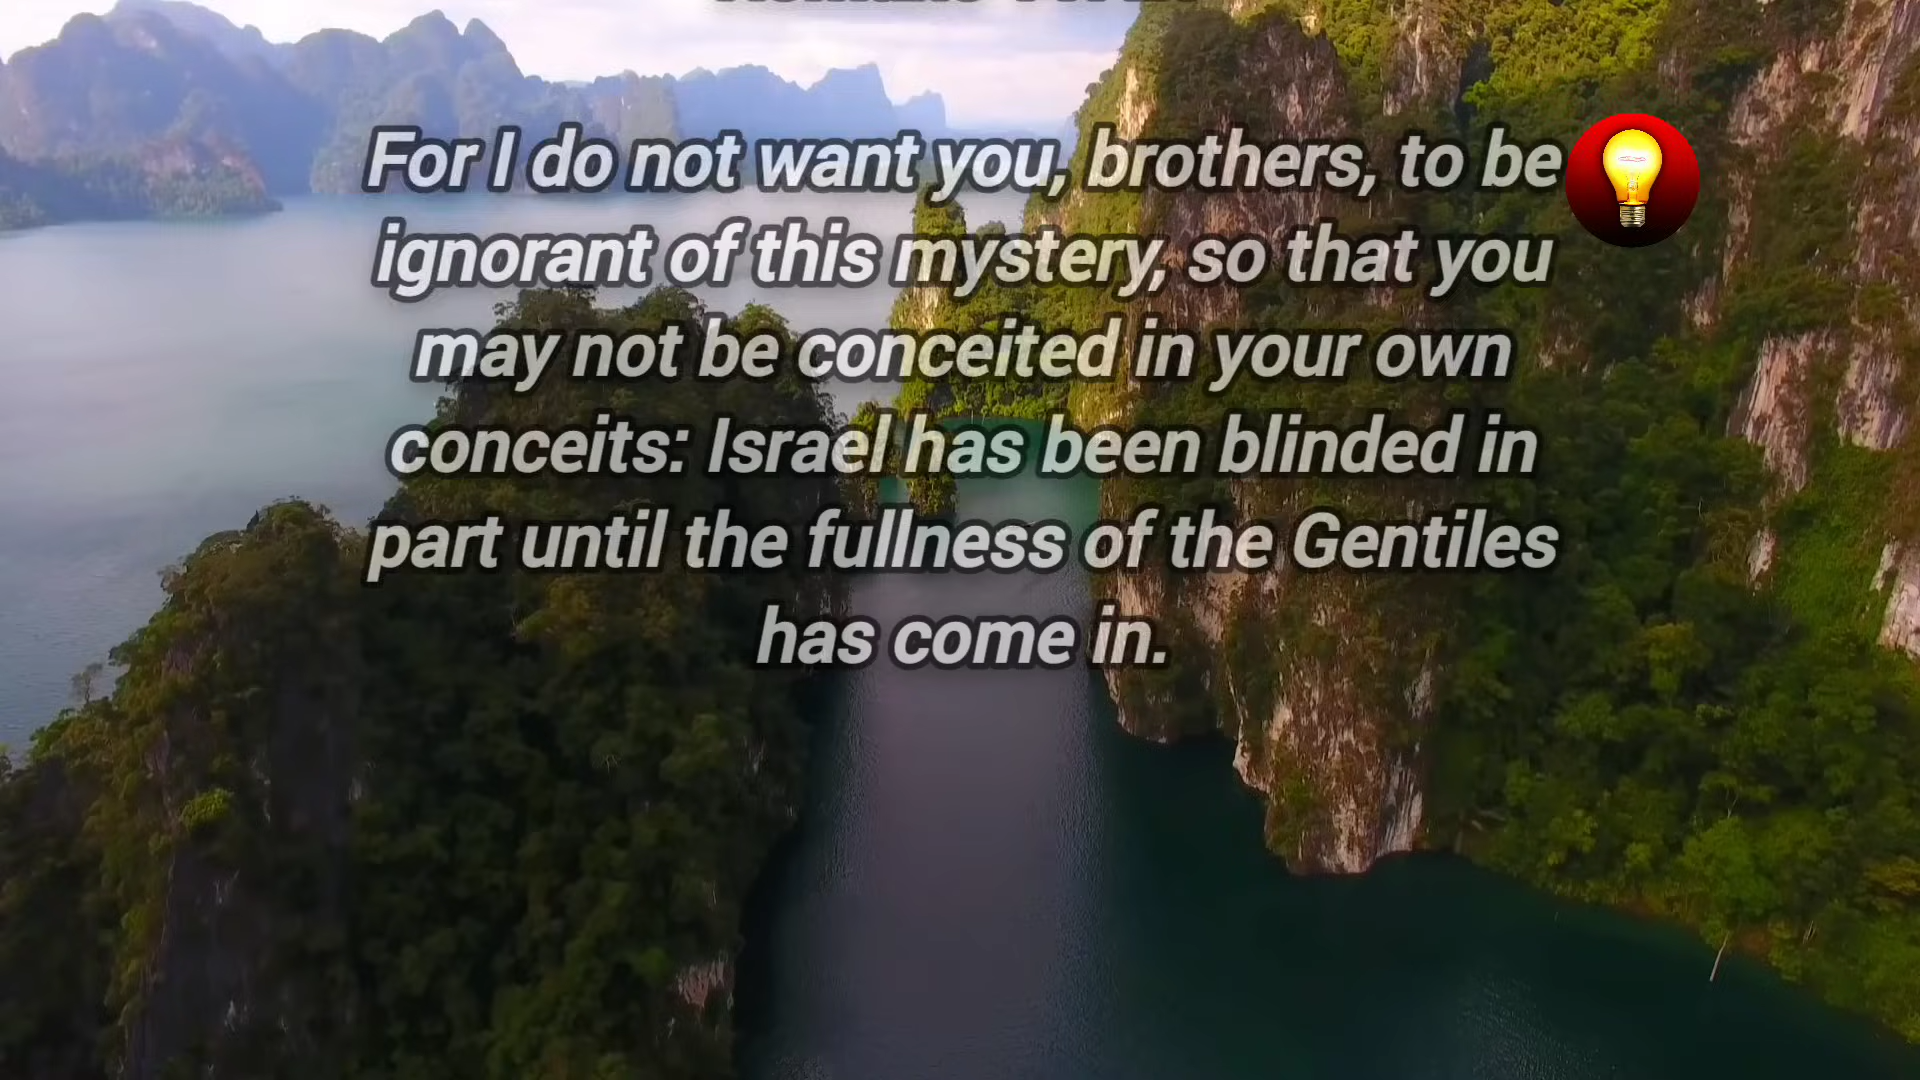 For I do not want you, brothers, to be
ignorant of this mystery, so that you
may not be conceited in your own
conceits: Israel has been blinded in
part until the fullness of the Gentiles
has come in.